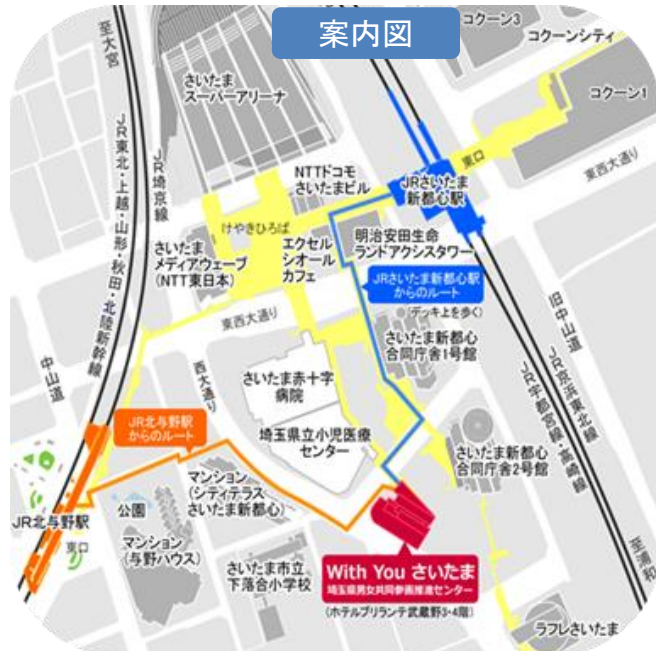 案内図
コクーン3
コクーンシティ
コクーン1
至大宮
さいたま
スーパーアリーナ
JR東北・上越・山形・秋田・北陸新幹線
JR埼京線
NTTドコモ
さいたまビル
JRさいたま
新都心駅
東口
東西大通り
けやきひろば
さいたま
メディアウェーブ
(NTT東日本)
エクセル
シオール
カフェ
明治安田生命
ランドアクシスタワー
JRさいたま新都心駅
からのルート
(デッキ上を歩く)
東西大通り
旧中山道
中山道
西大通り
さいたま新都心
合同庁舎1号館
さいたま赤十字
病院
JR京浜東北線
JR宇都宮線・高崎線
JR北与野駅
からのルート
埼玉県立小児医療
センター
さいたま新都心
合同庁舎2号館
マンション
(シティテラス
さいたま新都心)
公園
JR北与野駅
東口
マンション
(与野ハウス)
さいたま市立
下落合小学校
With You さいたま
埼玉県男女共同参画推進センター
(ホテルブリランテ武蔵野3・4階)
至浦和
ラフレさいたま